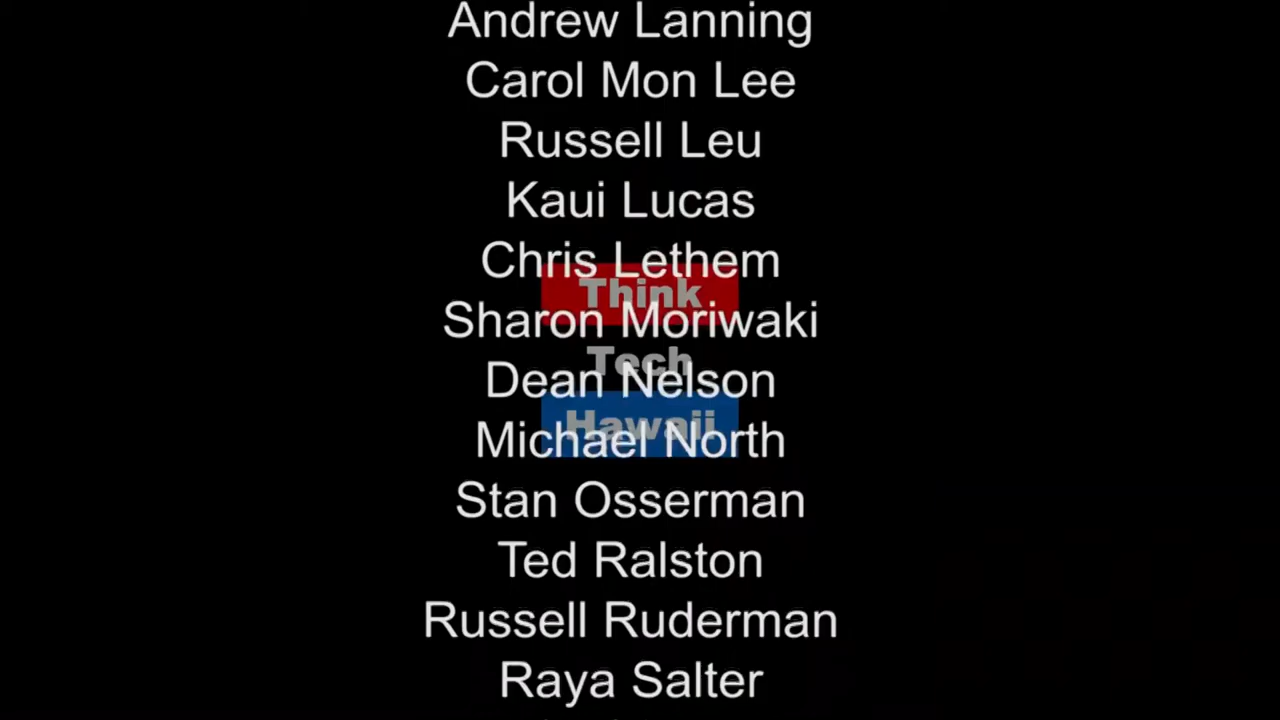 Andrew Lanning
Carol Mon Lee
Russell Leu
Kaui Lucas
Chris Lethem
Think
Sharon Moriwaki
Tech
Dean Nelson
Hawaii
Michael North
Stan Osserman
Ted Ralston
Russell Ruderman
Raya Salter